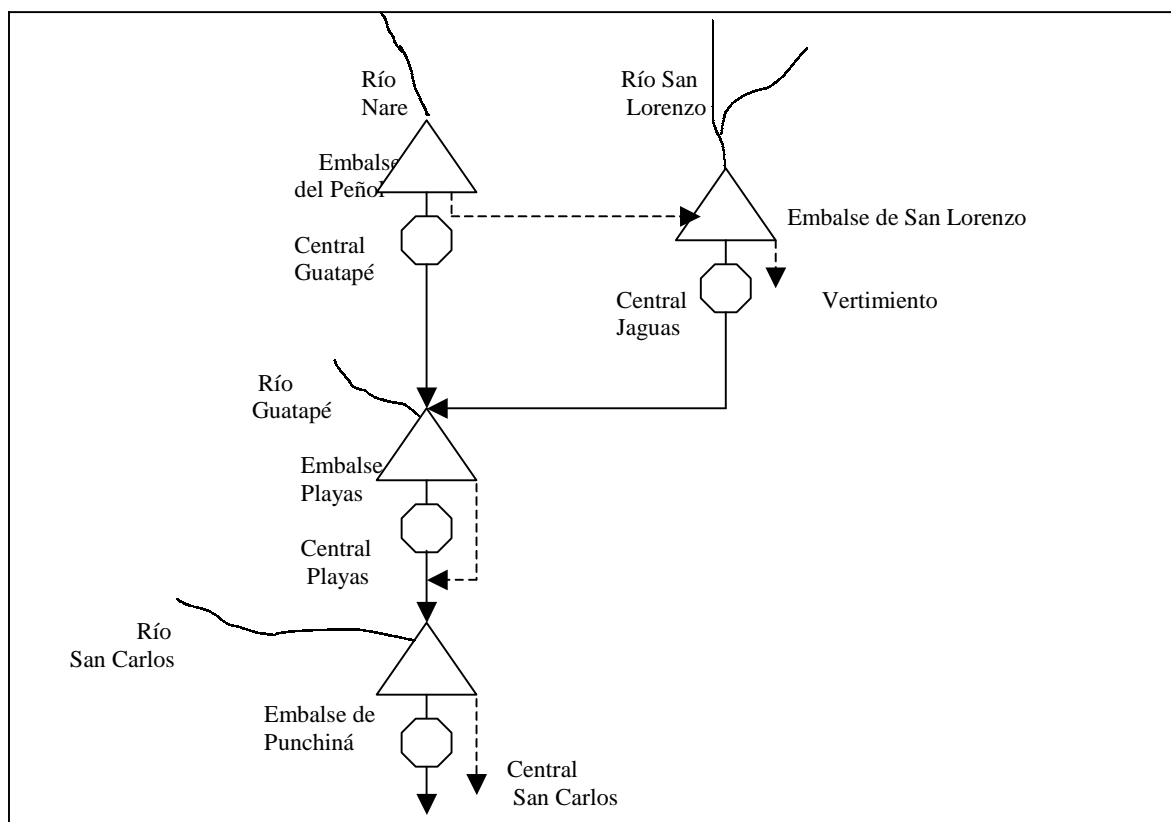 Río
Nare
Río San
Lorenzo
Embalse
del Peñol
Embalse de San Lorenzo
Central
Guatapé
Central
Jaguas
Vertimiento
Río
Guatapé
Embalse
Playas
Central
Playas
Río
San Carlos
Embalse de
Punchiná
Central
San Carlos